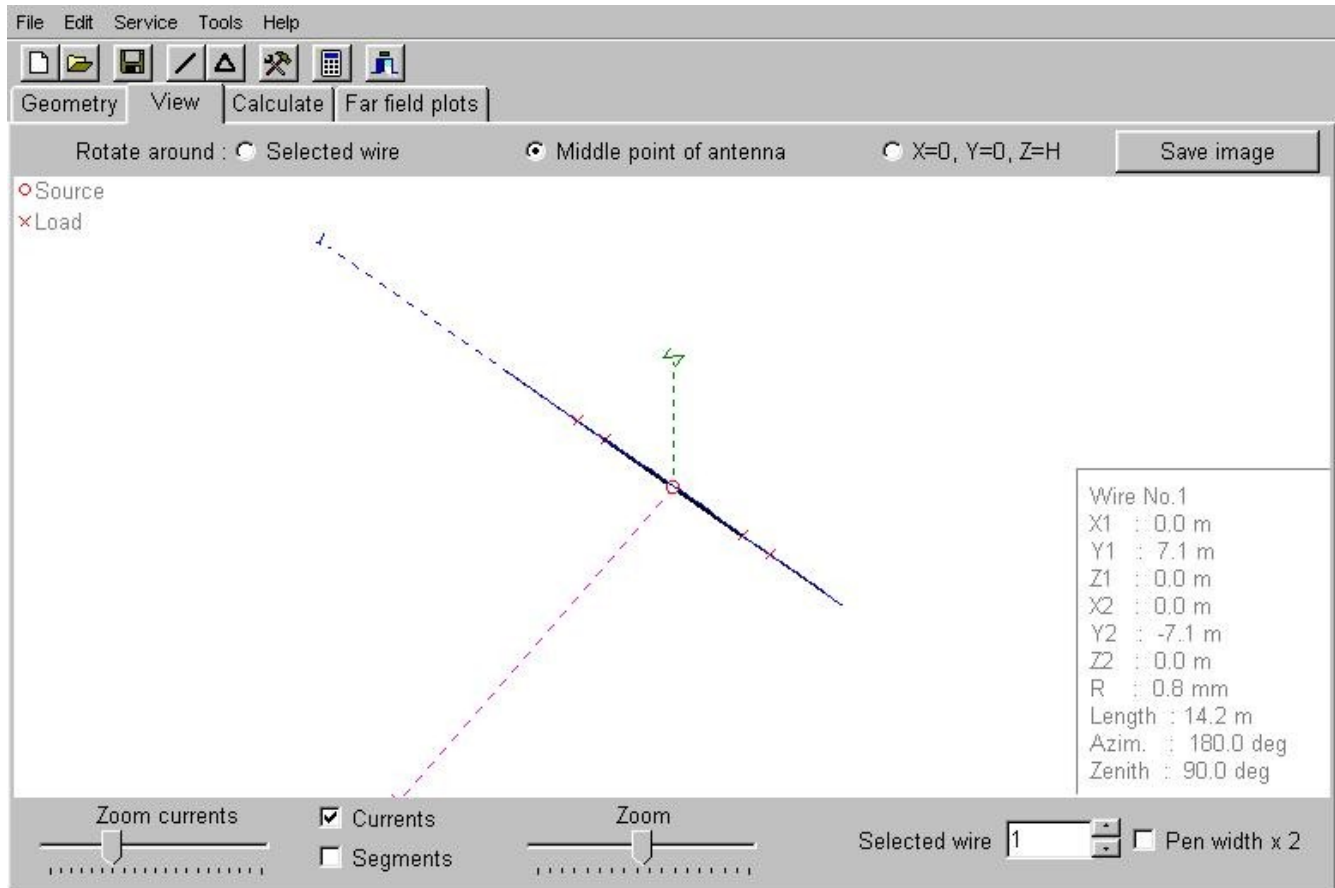 File Edit Service Tools Help
Geometry View Calculate Far field plots
Rotate around : Selected wire Middle point of antenna X=0, Y=0, Z=H Save image
Source
Load
Y
Z
Wire No.1
X1 : 0.0 m
Y1 : 7.1 m
Z1 : 0.0 m
X2 : 0.0 m
Y2 : -7.1 m
Z2 : 0.0 m
R : 0.8 mm
Length : 14.2 m
Azim. : 180.0 deg
Zenith : 90.0 deg
Zoom currents Currents Zoom Selected wire 1 Pen width x 2
Segments